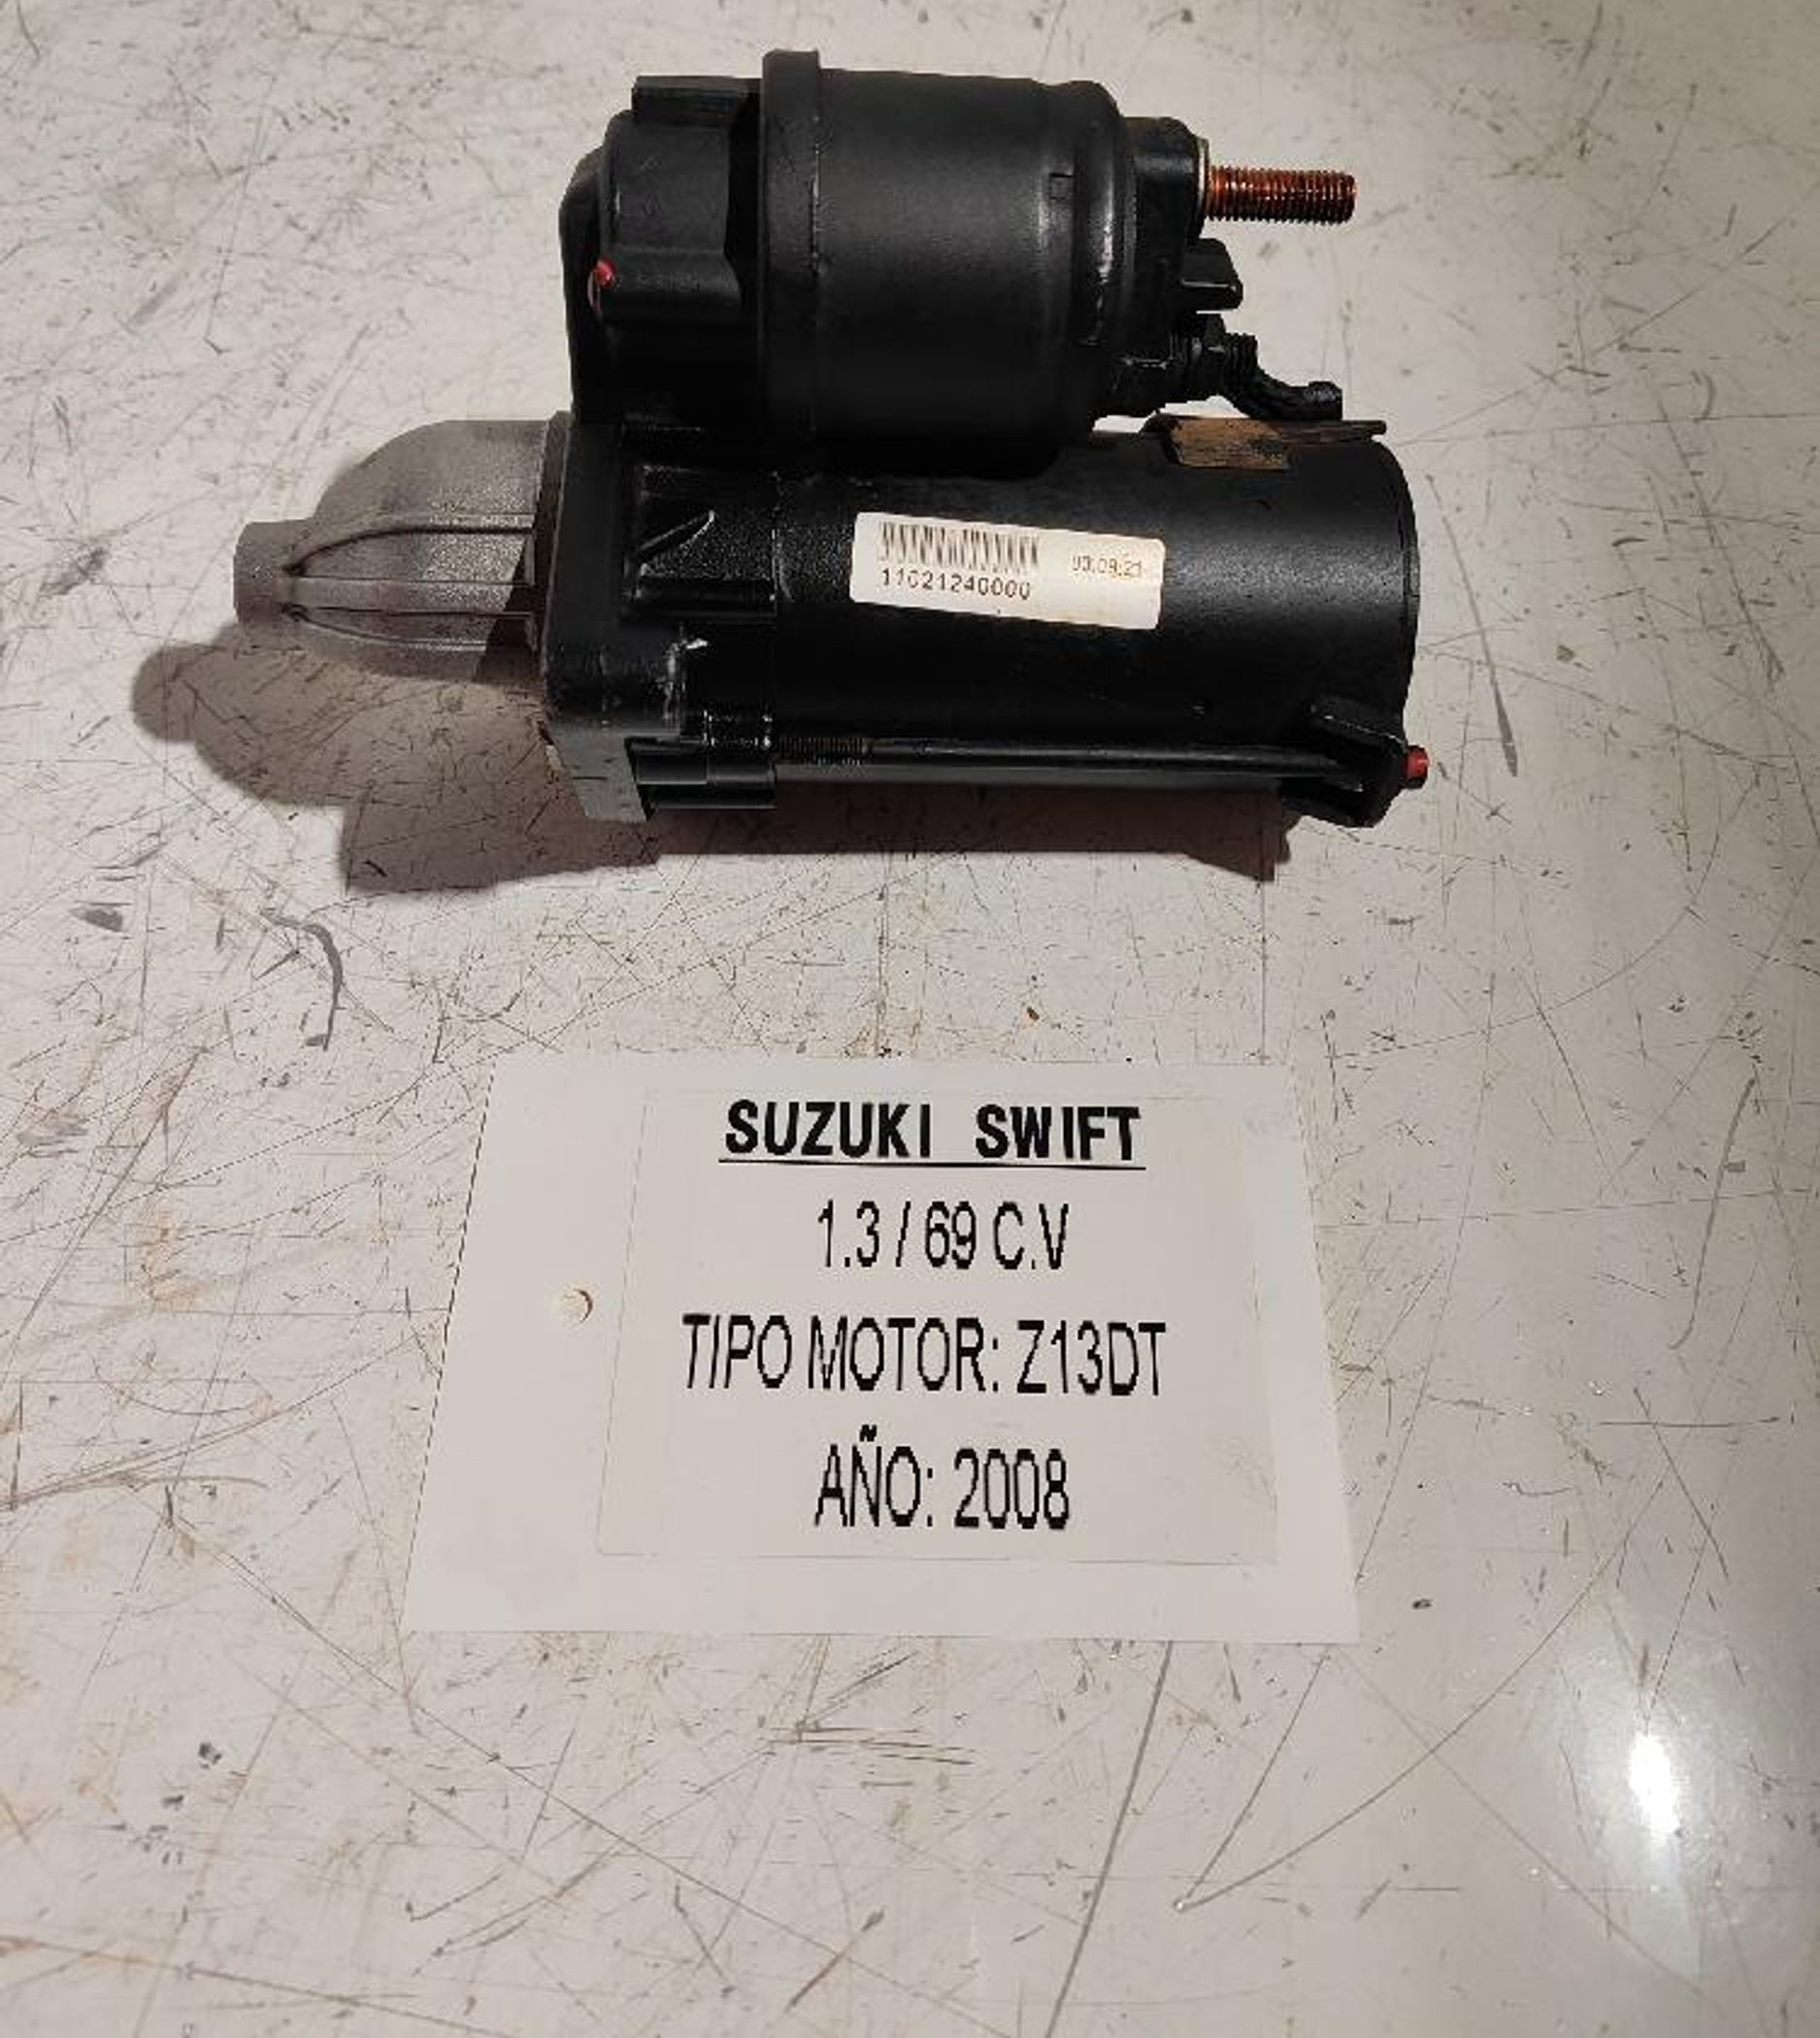 11021240000
03.09.21
SUZUKI SWIFT
1.3 / 69 C.V
TIPO MOTOR: Z13DT
AÑO: 2008